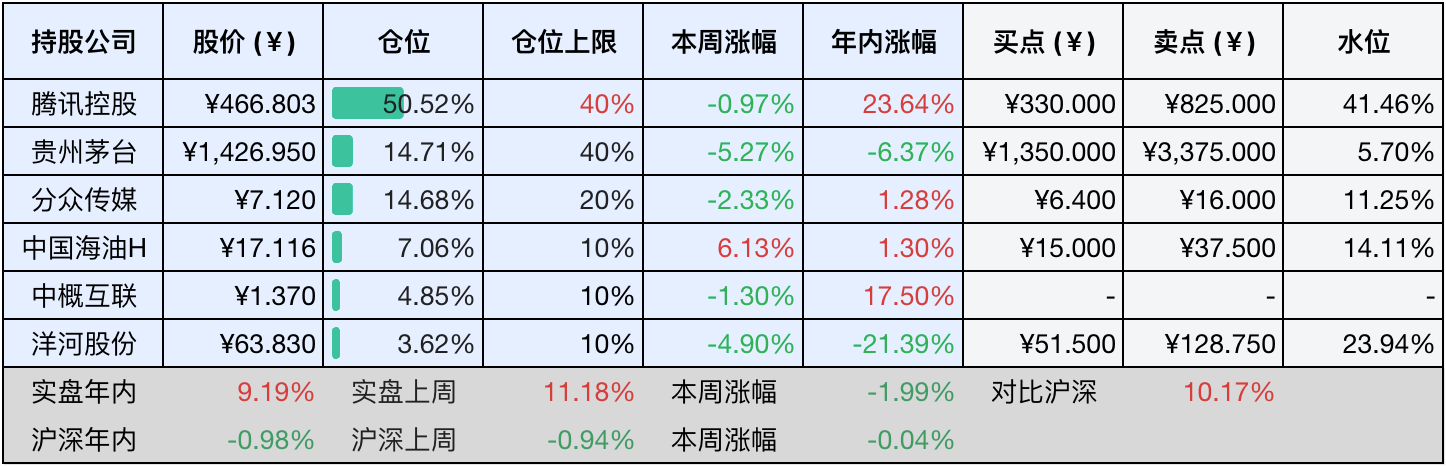 持股公司 股价 (¥) 仓位 仓位上限 本周涨幅 年内涨幅 买点 (¥) 卖点 (¥) 水位
腾讯控股 ¥466.803 50.52% 40% -0.97% 23.64% ¥330.000 ¥825.000 41.46%
贵州茅台 ¥1,426.950 14.71% 40% -5.27% -6.37% ¥1,350.000 ¥3,375.000 5.70%
分众传媒 ¥7.120 14.68% 20% -2.33% 1.28% ¥6.400 ¥16.000 11.25%
中国海油H ¥17.116 7.06% 10% 6.13% 1.30% ¥15.000 ¥37.500 14.11%
中概互联 ¥1.370 4.85% 10% -1.30% 17.50% - - -
洋河股份 ¥63.830 3.62% 10% -4.90% -21.39% ¥51.500 ¥128.750 23.94%
实盘年内 9.19% 实盘上周 11.18% 本周涨幅 -1.99% 对比沪深 10.17%
沪深年内 -0.98% 沪深上周 -0.94% 本周涨幅 -0.04%